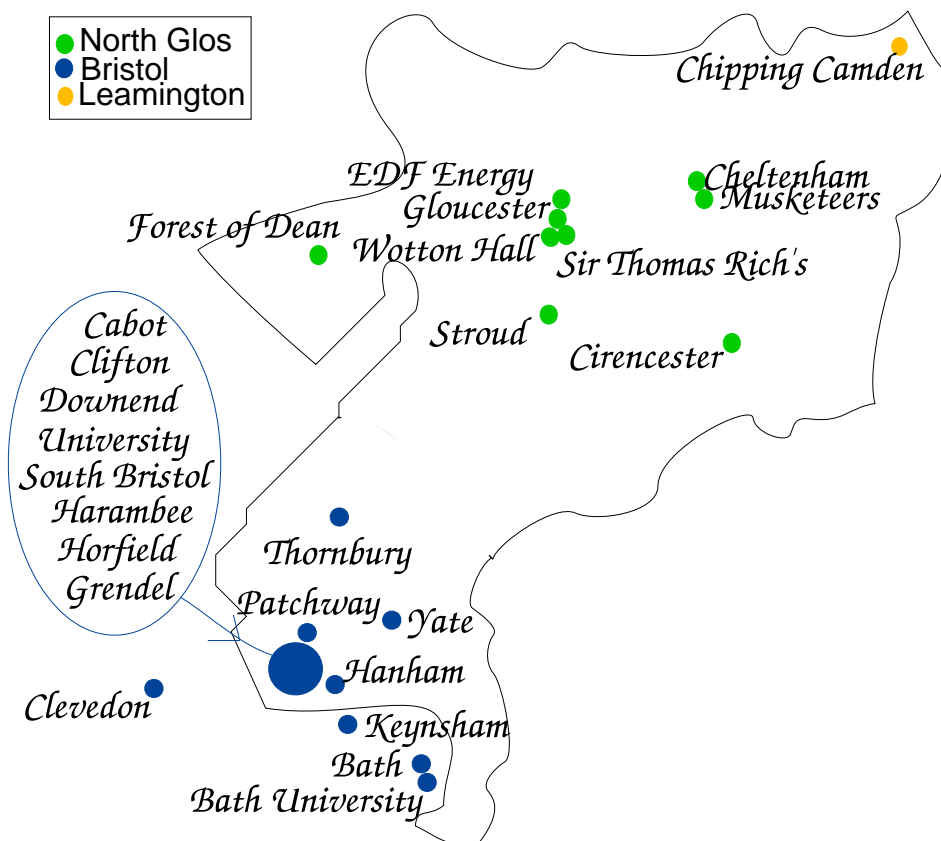 North Glos
Bristol
Leamington
Chipping Camden
EDF Energy
Cheltenham
Gloucester
Musketeers
Forest of Dean
Wotton Hall
Sir Thomas Rich's
Stroud
Cirencester
Cabot
Clifton
Downend
University
South Bristol
Harambee
Horfield
Grendel
Thornbury
Patchway
Yate
Hanham
Clevedon
Keynsham
Bath
Bath University